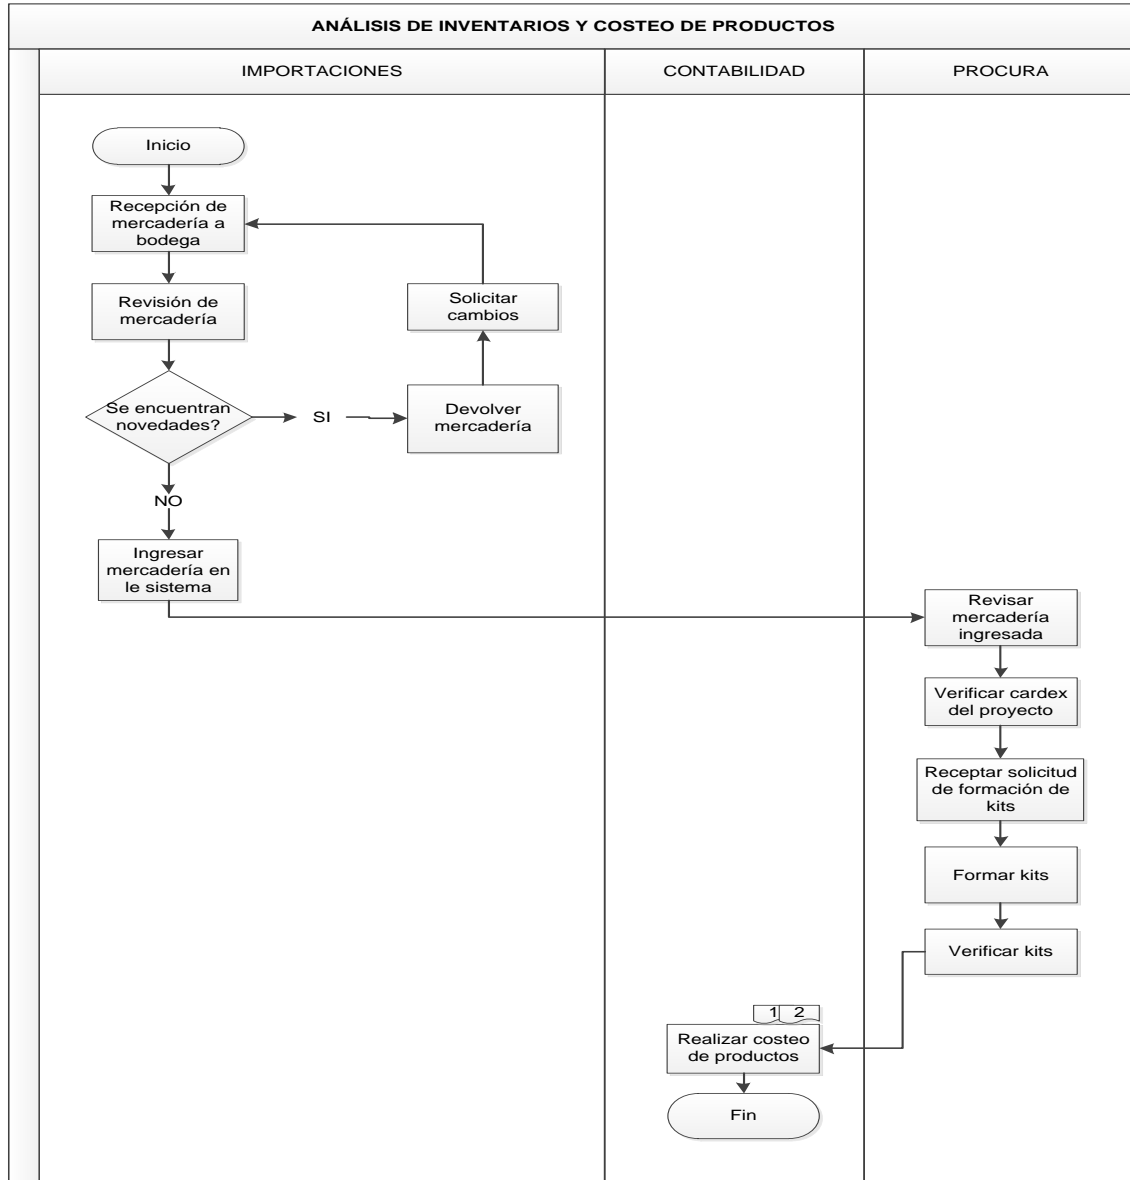 ANÁLISIS DE INVENTARIOS Y COSTEO DE PRODUCTOS
IMPORTACIONES
CONTABILIDAD
PROCURA
Inicio
Recepción de
mercadería a
bodega
Revisión de
mercadería
Solicitar
cambios
Se encuentran
novedades?
SI
Devolver
mercadería
NO
Ingresar
mercadería en
le sistema
Revisar
mercadería
ingresada
Verificar cardex
del proyecto
Receptar solicitud
de formación de
kits
Formar kits
Verificar kits
1 2
Realizar costeo
de productos
Fin